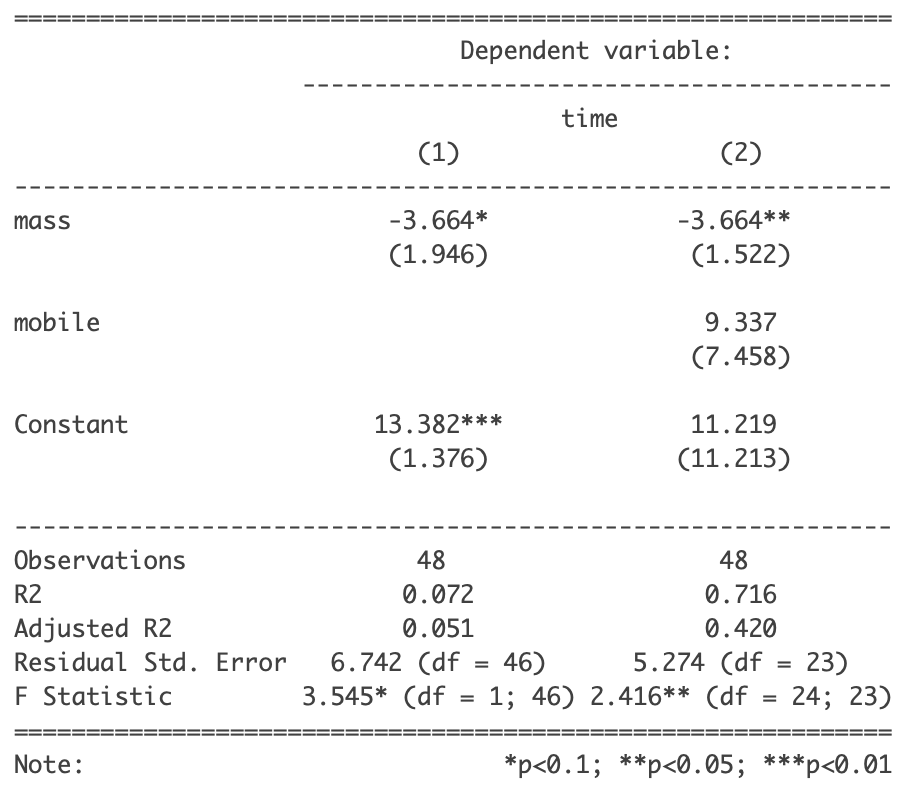 =============================================================
Dependent variable:
-----------------------------------------
time
(1) (2)
-------------------------------------------------------------
mass -3.664* -3.664**
(1.946) (1.522)
mobile 9.337
(7.458)
Constant 13.382*** 11.219
(1.376) (11.213)
-------------------------------------------------------------
Observations 48 48
R2 0.072 0.716
Adjusted R2 0.051 0.420
Residual Std. Error 6.742 (df = 46) 5.274 (df = 23)
F Statistic 3.545* (df = 1; 46) 2.416** (df = 24; 23)
=============================================================
Note: *p<0.1; **p<0.05; ***p<0.01